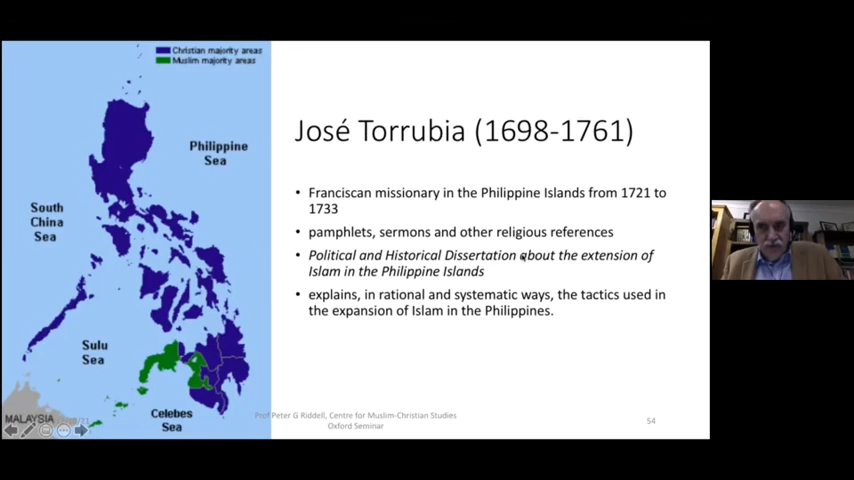 Christian majority areas
Muslim majority areas
Philippine
Sea
South
China
Sea
Sulu
Sea
Celebes
Sea
MALAYSIA
José Torrubia (1698-1761)
• Franciscan missionary in the Philippine Islands from 1721 to
1733
• pamphlets, sermons and other religious references
• Political and Historical Dissertation about the extension of
Islam in the Philippine Islands
• explains, in rational and systematic ways, the tactics used in
the expansion of Islam in the Philippines.
Prof Peter G Riddell, Centre for Muslim-Christian Studies
Oxford Seminar
54